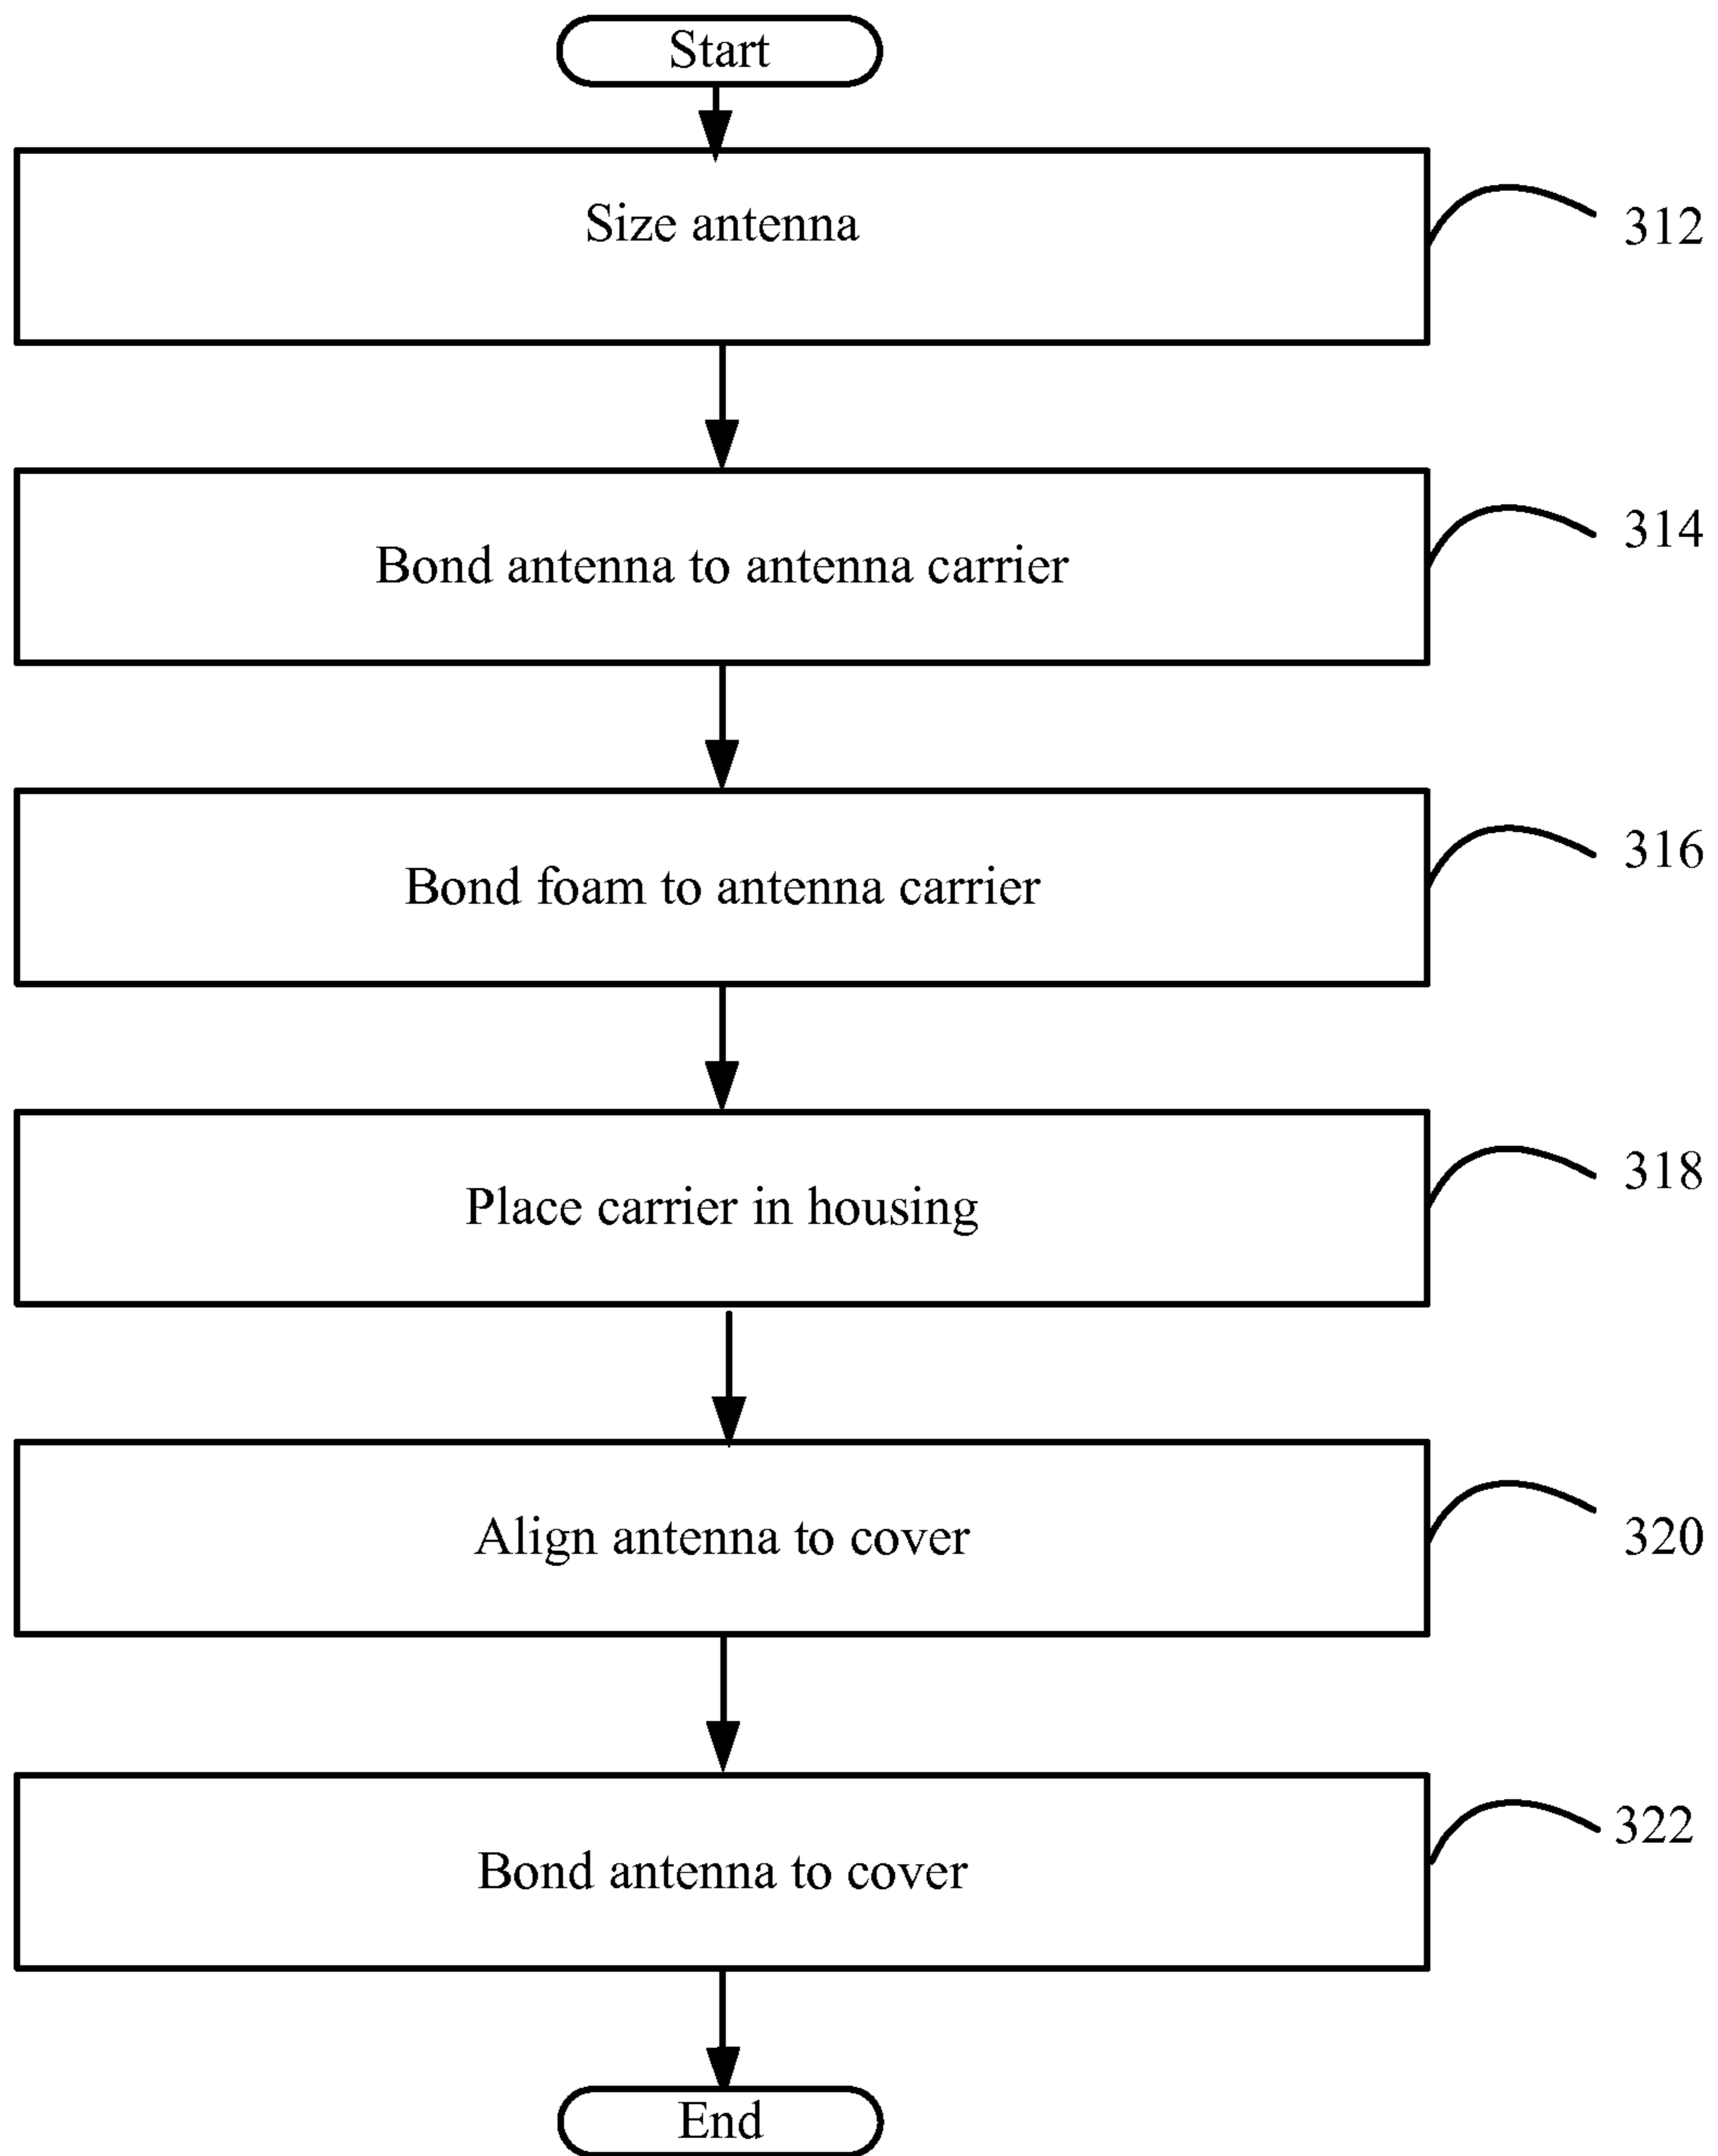 Start
Size antenna
312
Bond antenna to antenna carrier
314
Bond foam to antenna carrier
316
Place carrier in housing
318
Align antenna to cover
320
Bond antenna to cover
322
End